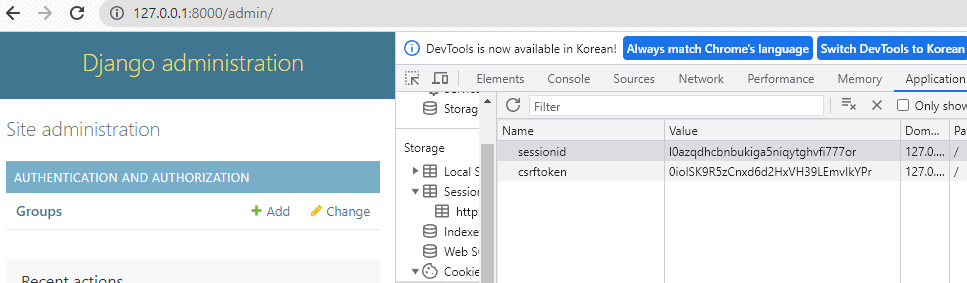 127.0.0.1:8000/admin/
Django administration
Site administration
AUTHENTICATION AND AUTHORIZATION
Groups Add Change
Recent actions
DevTools is now available in Korean! Always match Chrome's language Switch DevTools to Korean
Elements Console Sources Network Performance Memory Application
Storag
Filter Only show
Storage
Local S
Session
http
Indexe
Web S
Cookie
Name Value Dom... Pa
sessionid l0azqdhcbnbukiga5niqytghvfi777or 127.0.... /
csrftoken 0iolSK9R5zCnxd6d2HxVH39LEmvlkYPr 127.0.... /